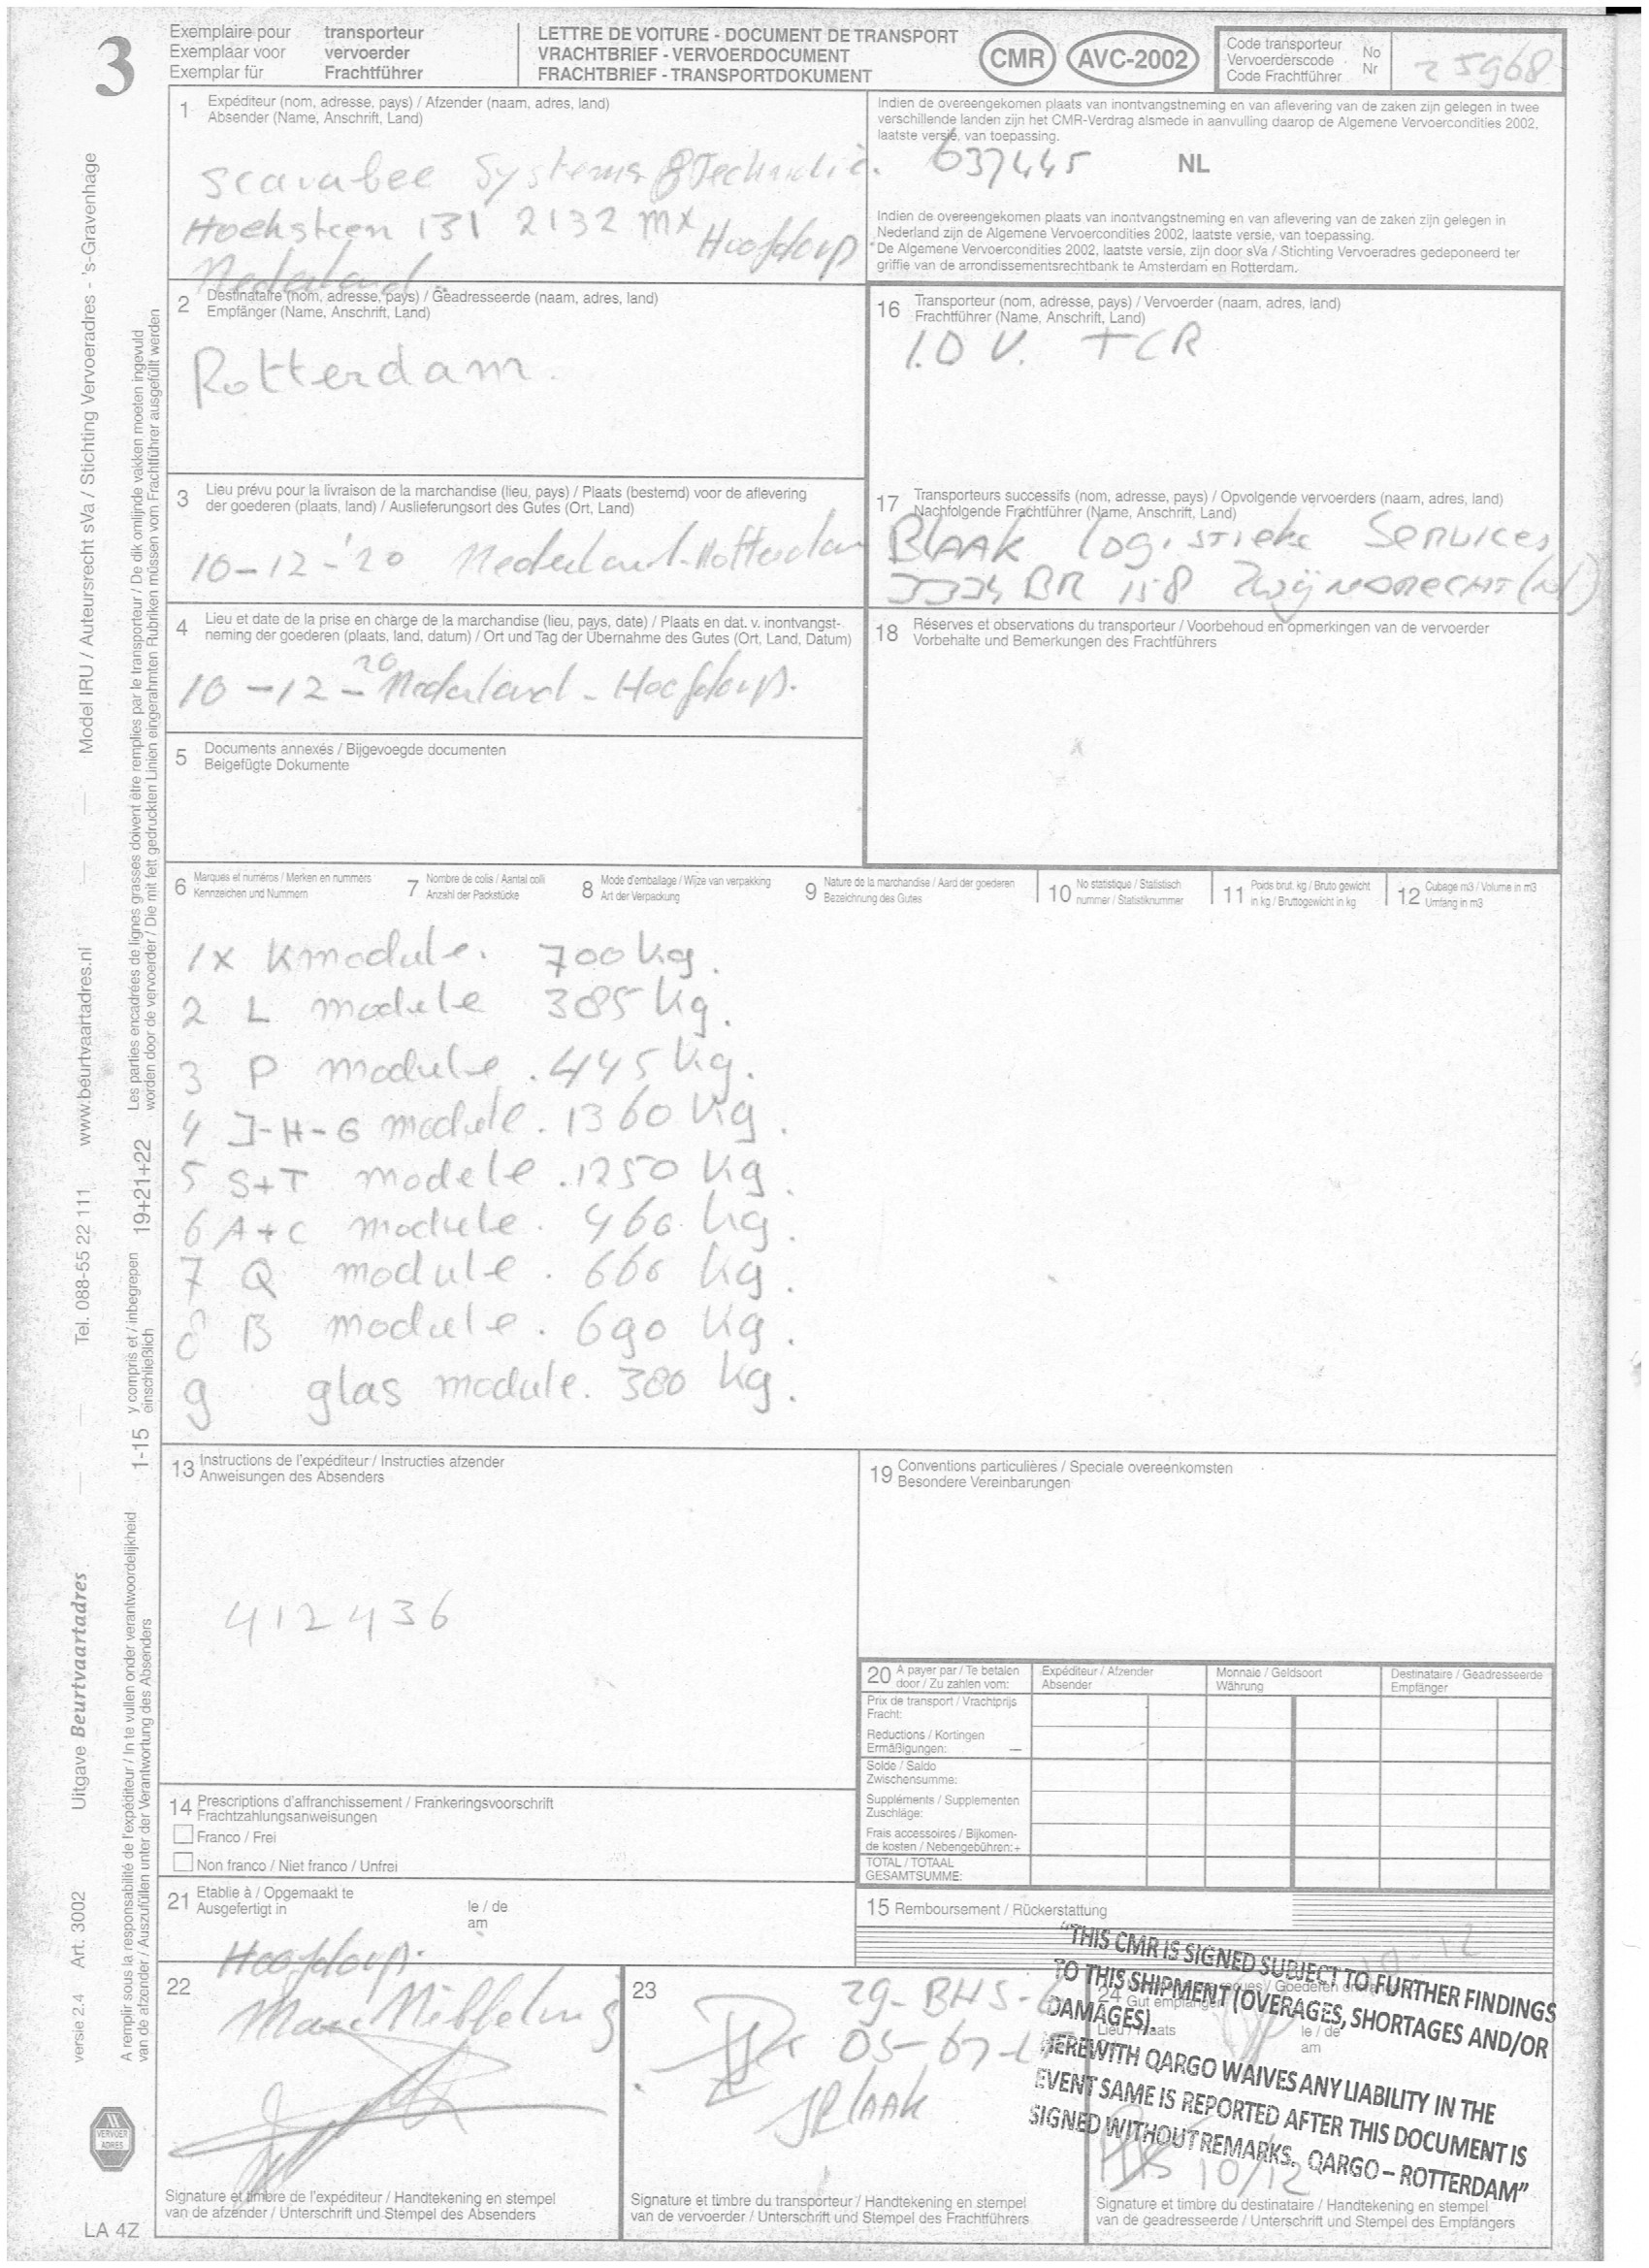 3
Exemplaire pour transporteur
Exemplaar voor vervoerder
Exemplar für Frachtführer
LETTRE DE VOITURE - DOCUMENT DE TRANSPORT
VRACHTBRIEF - VERVOERDOCUMENT
FRACHTBRIEF - TRANSPORTDOKUMENT
CMR
AVC-2002
Code transporteur No
Vervoerderscode Nr
Code Frachtführer
25968
1 Expéditeur (nom, adresse, pays) / Afzender (naam, adres, land)
Absender (Name, Anschrift, Land)
Scarabee Systems & Technolic.
Hoeksteen 131 2132 MX Hoofdorp
Nederland
Indien de overeengekomen plaats van inontvangstneming en van aflevering van de zaken zijn gelegen in twee
verschillende landen zijn het CMR-Verdrag alsmede in aanvulling daarop de Algemene Vervoercondities 2002,
laatste versie, van toepassing.
637445 NL
Indien de overeengekomen plaats van inontvangstneming en van aflevering van de zaken zijn gelegen in
Nederland zijn de Algemene Vervoercondities 2002, laatste versie, van toepassing.
*De Algemene Vervoercondities 2002, laatste versie, zijn door sVa / Stichting Vervoeradres gedeponeerd ter
griffie van de arrondissementsrechtbank te Amsterdam en Rotterdam.
2 Destinataire (nom, adresse, pays) / Geadresseerde (naam, adres, land)
Empfänger (Name, Anschrift, Land)
Rotterdam.
16 Transporteur (nom, adresse, pays) / Vervoerder (naam, adres, land)
Frachtführer (Name, Anschrift, Land)
I.O V. TCR
3 Lieu prévu pour la livraison de la marchandise (lieu, pays) / Plaats (bestemd) voor de aflevering
der goederen (plaats, land) / Auslieferungsort des Gutes (Ort, Land)
10-12-'20 Nederland-Rotterdam
17 Transporteurs successifs (nom, adresse, pays) / Opvolgende vervoerders (naam, adres, land)
Nachfolgende Frachtführer (Name, Anschrift, Land)
BLAAK logistieke Services
3334 BR 158 Zwijndrecht (NL)
4 Lieu et date de la prise en charge de la marchandise (lieu, pays, date) / Plaats en dat. v. inontvangst-
neming der goederen (plaats, land, datum) / Ort und Tag der Übernahme des Gutes (Ort, Land, Datum)
10-12-20 Nederland - Hoofdorp.
18 Réserves et observations du transporteur / Voorbehoud en opmerkingen van de vervoerder
Vorbehalte und Bemerkungen des Frachtführers
5 Documents annexés / Bijgevoegde documenten
Beigefügte Dokumente
6 Marques et numéros / Merken en nummers
Kennzeichen und Nummern
7 Nombre de colis / Aantal colli
Anzahl der Packstücke
8 Mode d'emballage / Wijze van verpakking
Art der Verpackung
9 Nature de la marchandise / Aard der goederen
Bezeichnung des Gutes
10 No statistique / Statistisch
nummer / Statistiknummer
11 Poids brut. kg / Bruto gewicht
in kg / Bruttogewicht in kg
12 Cubage m3 / Volume in m3
Umfang in m3
1x K module. 700 kg.
2 L module 385 kg.
3 P module. 445 kg.
4 J-H-G module. 1360 kg.
5 S+T modele. 1250 kg.
6 A+C module. 460 kg.
7 Q module. 660 kg.
8 B module. 690 kg.
9 glas module. 380 kg.
13 Instructions de l'expéditeur / Instructies afzender
Anweisungen des Absenders
412436
19 Conventions particulières / Speciale overeenkomsten
Besondere Vereinbarungen
20 A payer par / Te betalen
door / Zu zahlen vom:
Expéditeur / Afzender
Absender
Monnaie / Geldsoort
Währung
Destinataire / Geadresseerde
Empfänger
Prix de transport / Vrachtprijs
Fracht:
Reductions / Kortingen
Ermäßigungen: —
Solde / Saldo
Zwischensumme:
Suppléments / Supplementen
Zuschläge:
Frais accessoires / Bijkomen-
de kosten / Nebengebühren: +
TOTAL / TOTAAL
GESAMTSUMME:
14 Prescriptions d'affranchissement / Frankeringsvoorschrift
Frachtzahlungsanweisungen
Franco / Frei
Non franco / Niet franco / Unfrei
21 Etablie à / Opgemaakt te
Ausgefertigt in
le / de
am
Hoofdorp.
15 Remboursement / Rückerstattung
10-12
22
Signature et timbre de l'expéditeur / Handtekening en stempel
van de afzender / Unterschrift und Stempel des Absenders
23
29-BHS-
05-67-
J BLAAK
Signature et timbre du transporteur / Handtekening en stempel
van de vervoerder / Unterschrift und Stempel des Frachtführers
24
Gut empfangen
Lieu / Plaats
le / de
am
"THIS CMR IS SIGNED SUBJECT TO FURTHER FINDINGS
TO THIS SHIPMENT (OVERAGES, SHORTAGES AND/OR
DAMAGES).
HEREWITH QARGO WAIVES ANY LIABILITY IN THE
EVENT SAME IS REPORTED AFTER THIS DOCUMENT IS
SIGNED WITHOUT REMARKS. QARGO – ROTTERDAM"
10/12
Signature et timbre du destinataire / Handtekening en stempel
van de geadresseerde / Unterschrift und Stempel des Empfängers
Model IRU / Auteursrecht sVa / Stichting Vervoeradres - 's-Gravenhage
www.beurtvaartadres.nl
Tel. 088-55 22 111
Uitgave Beurtvaartadres
Art. 3002
versie 2.4
Les parties encadrées de lignes grasses doivent être remplies par le transporteur / De dik omlijnde vakken moeten ingevuld
worden door de vervoerder / Die mit fett gedruckten Linien eingerahmten Rubriken müssen vom Frachtführer ausgefüllt werden
19+21+22
y compris et / inbegrepen
einschließlich
1-15
A remplir sous la responsabilité de l'expéditeur / In te vullen onder verantwoordelijkheid
van de afzender / Auszufüllen unter der Verantwortung des Absenders
VERVOER
ADRES
LA 4Z